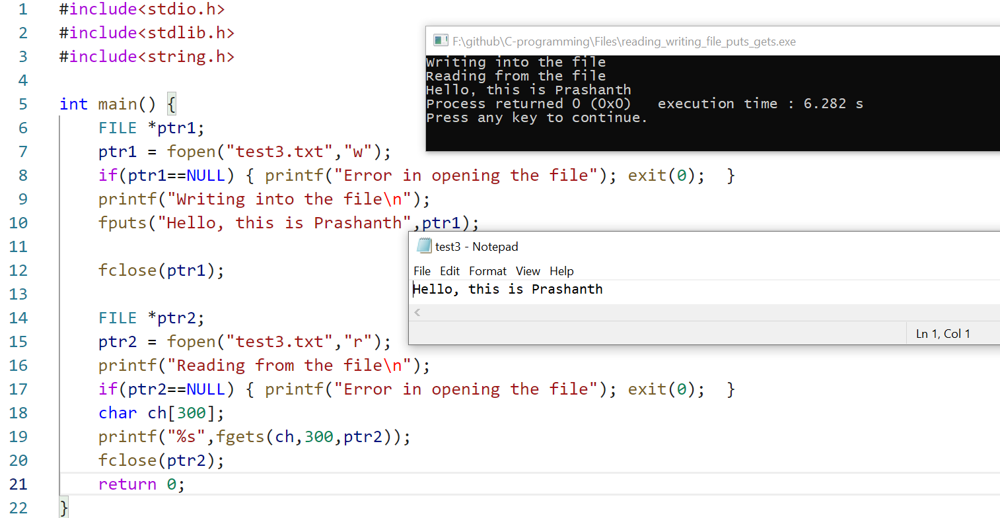 1 #include<stdio.h>
2 #include<stdlib.h>
3 #include<string.h>
4
5 int main() {
6 FILE *ptr1;
7 ptr1 = fopen("test3.txt","w");
8 if(ptr1==NULL) { printf("Error in opening the file"); exit(0);  }
9 printf("Writing into the file\n");
10 fputs("Hello, this is Prashanth",ptr1);
11
12 fclose(ptr1);
13
14 FILE *ptr2;
15 ptr2 = fopen("test3.txt","r");
16 printf("Reading from the file\n");
17 if(ptr2==NULL) { printf("Error in opening the file"); exit(0);  }
18 char ch[300];
19 printf("%s",fgets(ch,300,ptr2));
20 fclose(ptr2);
21 return 0;
22 }
F:\github\C-programming\Files\reading_writing_file_puts_gets.exe
Writing into the file
Reading from the file
Hello, this is Prashanth
Process returned 0 (0x0)   execution time : 6.282 s
Press any key to continue.
test3 - Notepad
File Edit Format View Help
Hello, this is Prashanth
Ln 1, Col 1